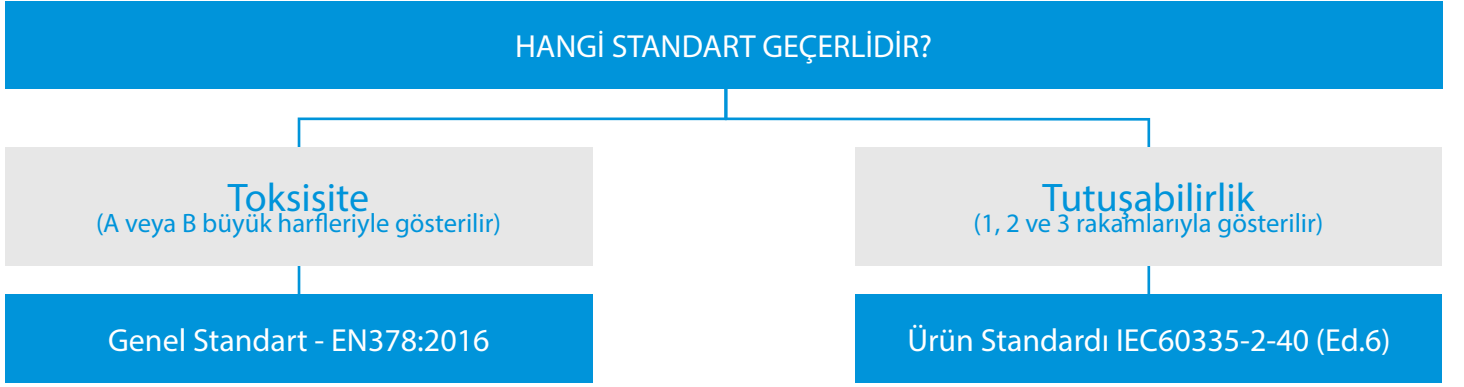 HANGİ STANDART GEÇERLİDİR?
Toksisite
(A veya B büyük harfleriyle gösterilir)
Tutuşabilirlik
(1, 2 ve 3 rakamlarıyla gösterilir)
Genel Standart - EN378:2016
Ürün Standardı IEC60335-2-40 (Ed.6)